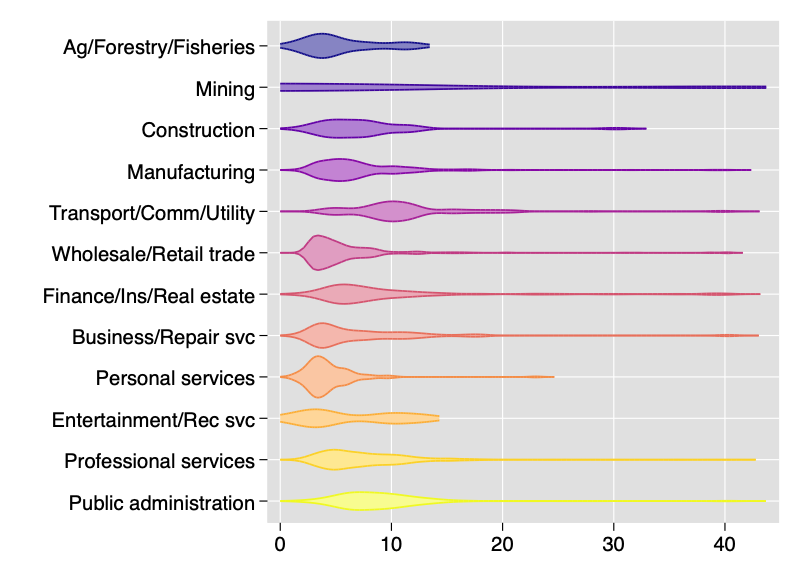 Ag/Forestry/Fisheries
Mining
Construction
Manufacturing
Transport/Comm/Utility
Wholesale/Retail trade
Finance/Ins/Real estate
Business/Repair svc
Personal services
Entertainment/Rec svc
Professional services
Public administration
0 10 20 30 40